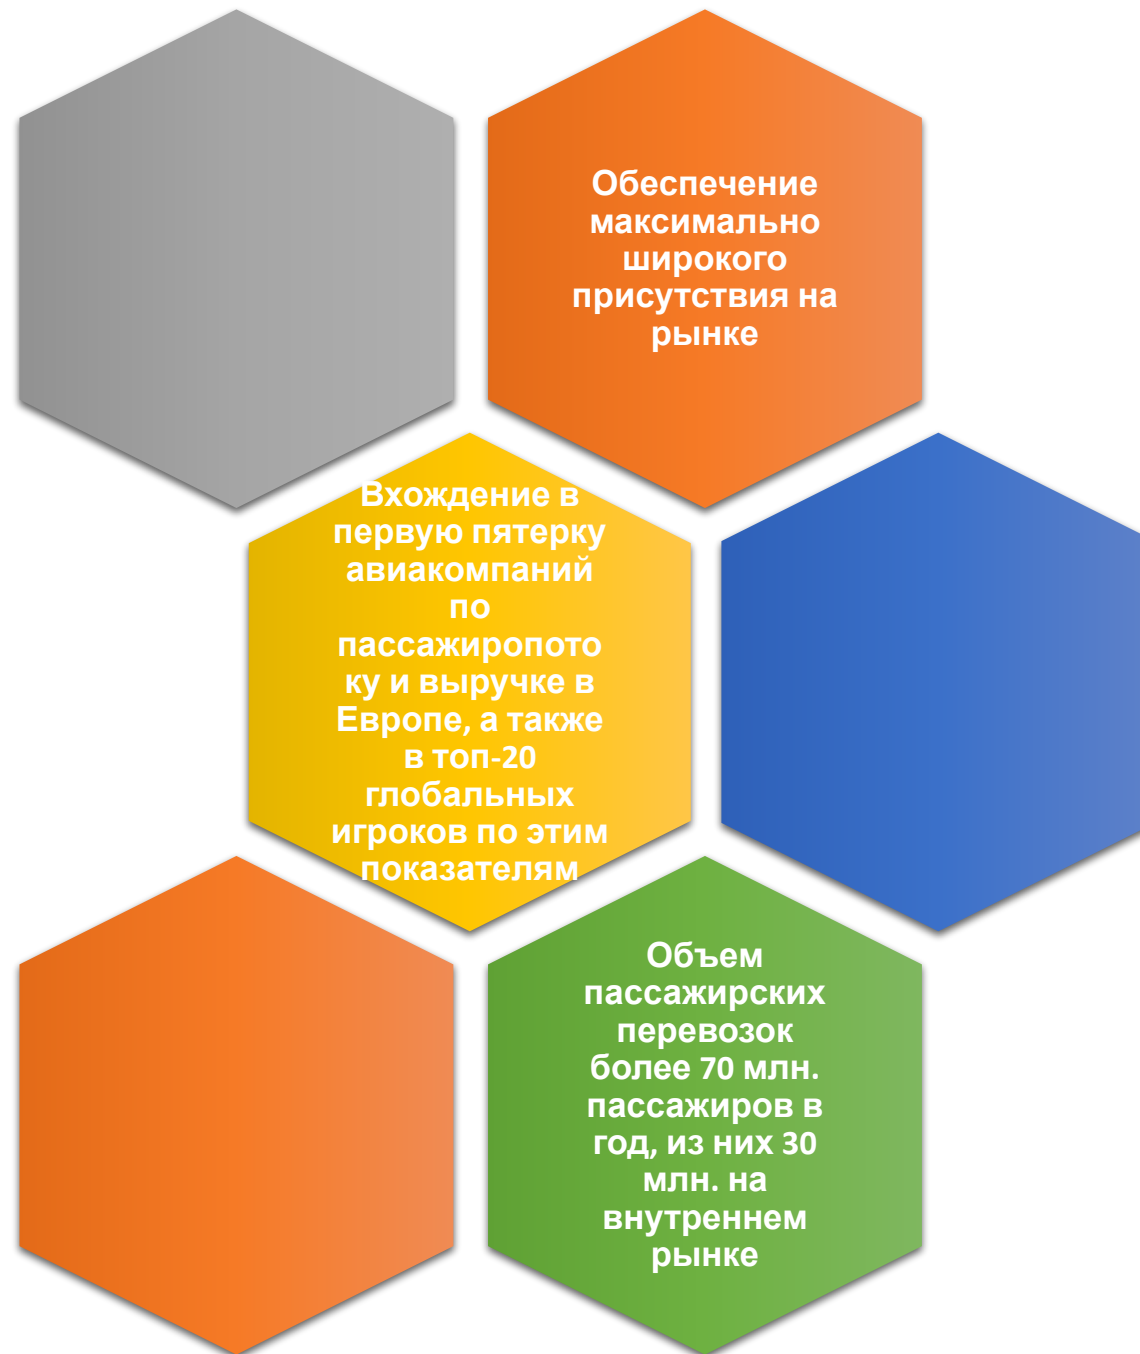 Обеспечение
максимально
широкого
присутствия на
рынке
Вхождение в
первую пятерку
авиакомпаний
по
пассажиропото
ку и выручке в
Европе, а также
в топ-20
глобальных
игроков по этим
показателям
Объем
пассажирских
перевозок
более 70 млн.
пассажиров в
год, из них 30
млн. на
внутреннем
рынке